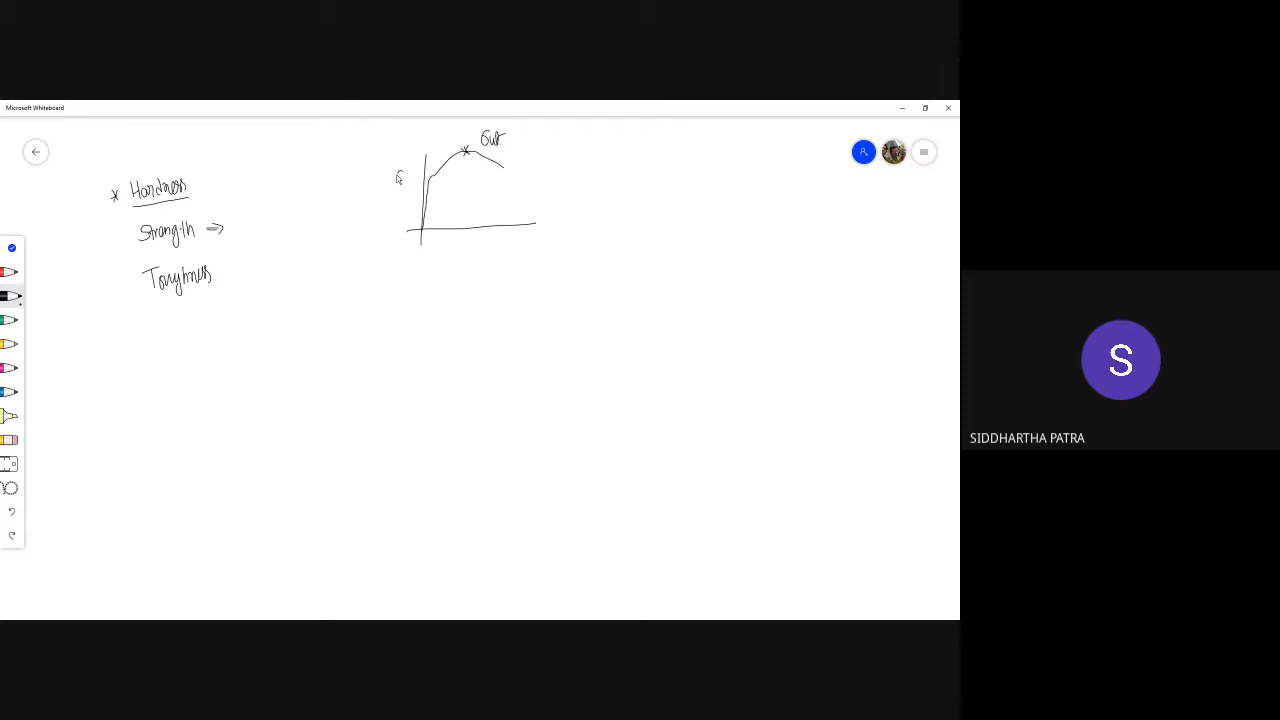 Microsoft Whiteboard
σut
* Hardness
Strength ⇒
Toughness
S
SIDDHARTHA PATRA